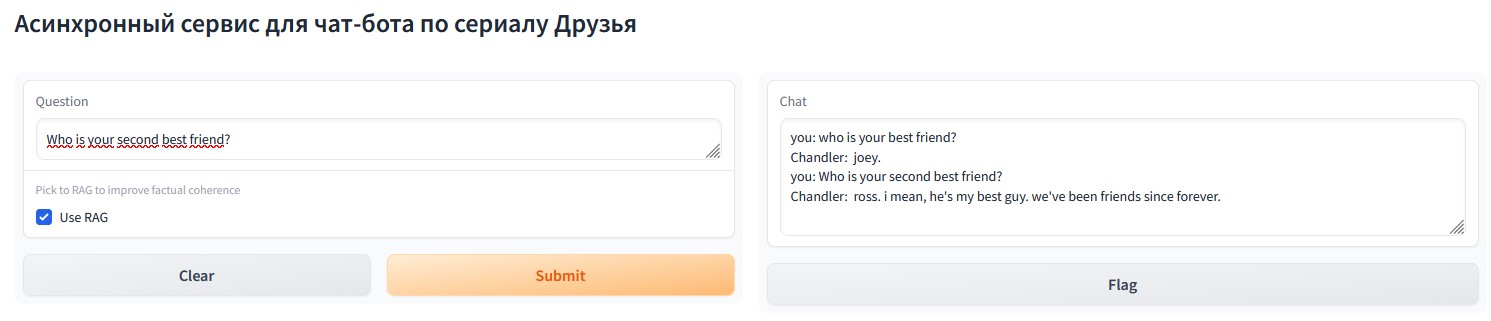 Асинхронный сервис для чат-бота по сериалу Друзья
Question
Who is your second best friend?
Pick to RAG to improve factual coherence
Use RAG
Clear
Submit
Chat
you: who is your best friend?
Chandler:  joey.
you: Who is your second best friend?
Chandler:  ross. i mean, he's my best guy. we've been friends since forever.
Flag